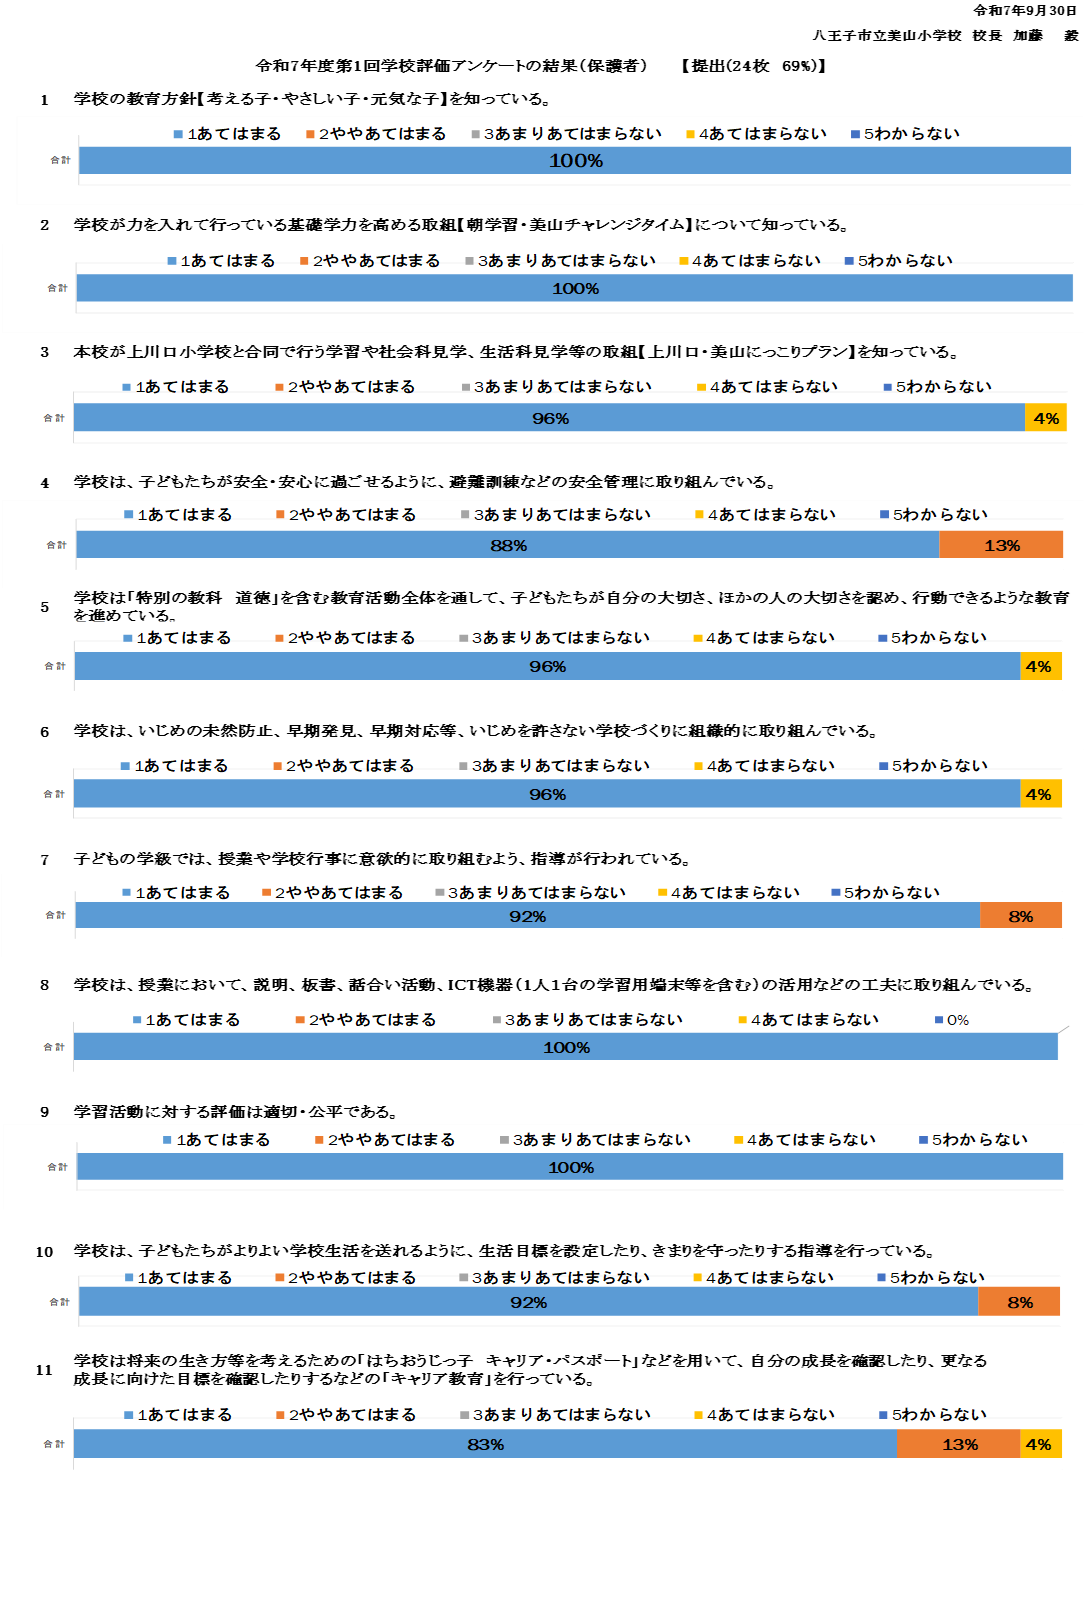 令和7年9月30日
八王子市立美山小学校　校長　加藤　毅
令和7年度第1回学校評価アンケートの結果（保護者）　【提出(24枚　69%)】
1　学校の教育方針【考える子・やさしい子・元気な子】を知っている。
1あてはまる　2ややあてはまる　3あまりあてはまらない　4あてはまらない　5わからない
合計　100%
2　学校が力を入れて行っている基礎学力を高める取組【朝学習・美山チャレンジタイム】について知っている。
1あてはまる　2ややあてはまる　3あまりあてはまらない　4あてはまらない　5わからない
合計　100%
3　本校が上川口小学校と合同で行う学習や社会科見学、生活科見学等の取組【上川口・美山にっこりプラン】を知っている。
1あてはまる　2ややあてはまる　3あまりあてはまらない　4あてはまらない　5わからない
合計　96%　4%
4　学校は、子どもたちが安全・安心に過ごせるように、避難訓練などの安全管理に取り組んでいる。
1あてはまる　2ややあてはまる　3あまりあてはまらない　4あてはまらない　5わからない
合計　88%　13%
5　学校は「特別の教科　道徳」を含む教育活動全体を通して、子どもたちが自分の大切さ、ほかの人の大切さを認め、行動できるような教育
を進めている。
1あてはまる　2ややあてはまる　3あまりあてはまらない　4あてはまらない　5わからない
合計　96%　4%
6　学校は、いじめの未然防止、早期発見、早期対応等、いじめを許さない学校づくりに組織的に取り組んでいる。
1あてはまる　2ややあてはまる　3あまりあてはまらない　4あてはまらない　5わからない
合計　96%　4%
7　子どもの学級では、授業や学校行事に意欲的に取り組むよう、指導が行われている。
1あてはまる　2ややあてはまる　3あまりあてはまらない　4あてはまらない　5わからない
合計　92%　8%
8　学校は、授業において、説明、板書、話合い活動、ICT機器（1人1台の学習用端末等を含む）の活用などの工夫に取り組んでいる。
1あてはまる　2ややあてはまる　3あまりあてはまらない　4あてはまらない　0%
合計　100%
9　学習活動に対する評価は適切・公平である。
1あてはまる　2ややあてはまる　3あまりあてはまらない　4あてはまらない　5わからない
合計　100%
10　学校は、子どもたちがよりよい学校生活を送れるように、生活目標を設定したり、きまりを守ったりする指導を行っている。
1あてはまる　2ややあてはまる　3あまりあてはまらない　4あてはまらない　5わからない
合計　92%　8%
11　学校は将来の生き方等を考えるための「はちおうじっ子　キャリア・パスポート」などを用いて、自分の成長を確認したり、更なる
成長に向けた目標を確認したりするなどの「キャリア教育」を行っている。
1あてはまる　2ややあてはまる　3あまりあてはまらない　4あてはまらない　5わからない
合計　83%　13%　4%